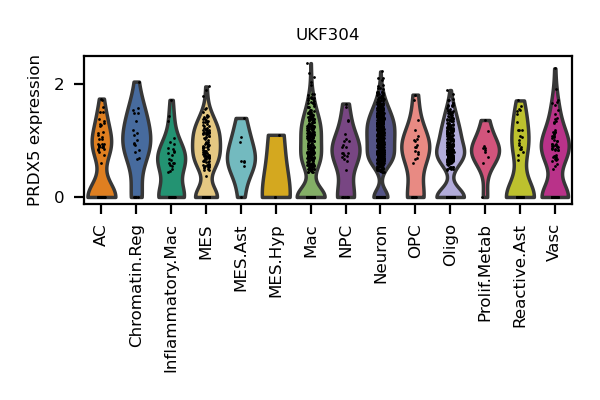 UKF304
PRDX5 expression
2
0
AC
Chromatin.Reg
Inflammatory.Mac
MES
MES.Ast
MES.Hyp
Mac
NPC
Neuron
OPC
Oligo
Prolif.Metab
Reactive.Ast
Vasc